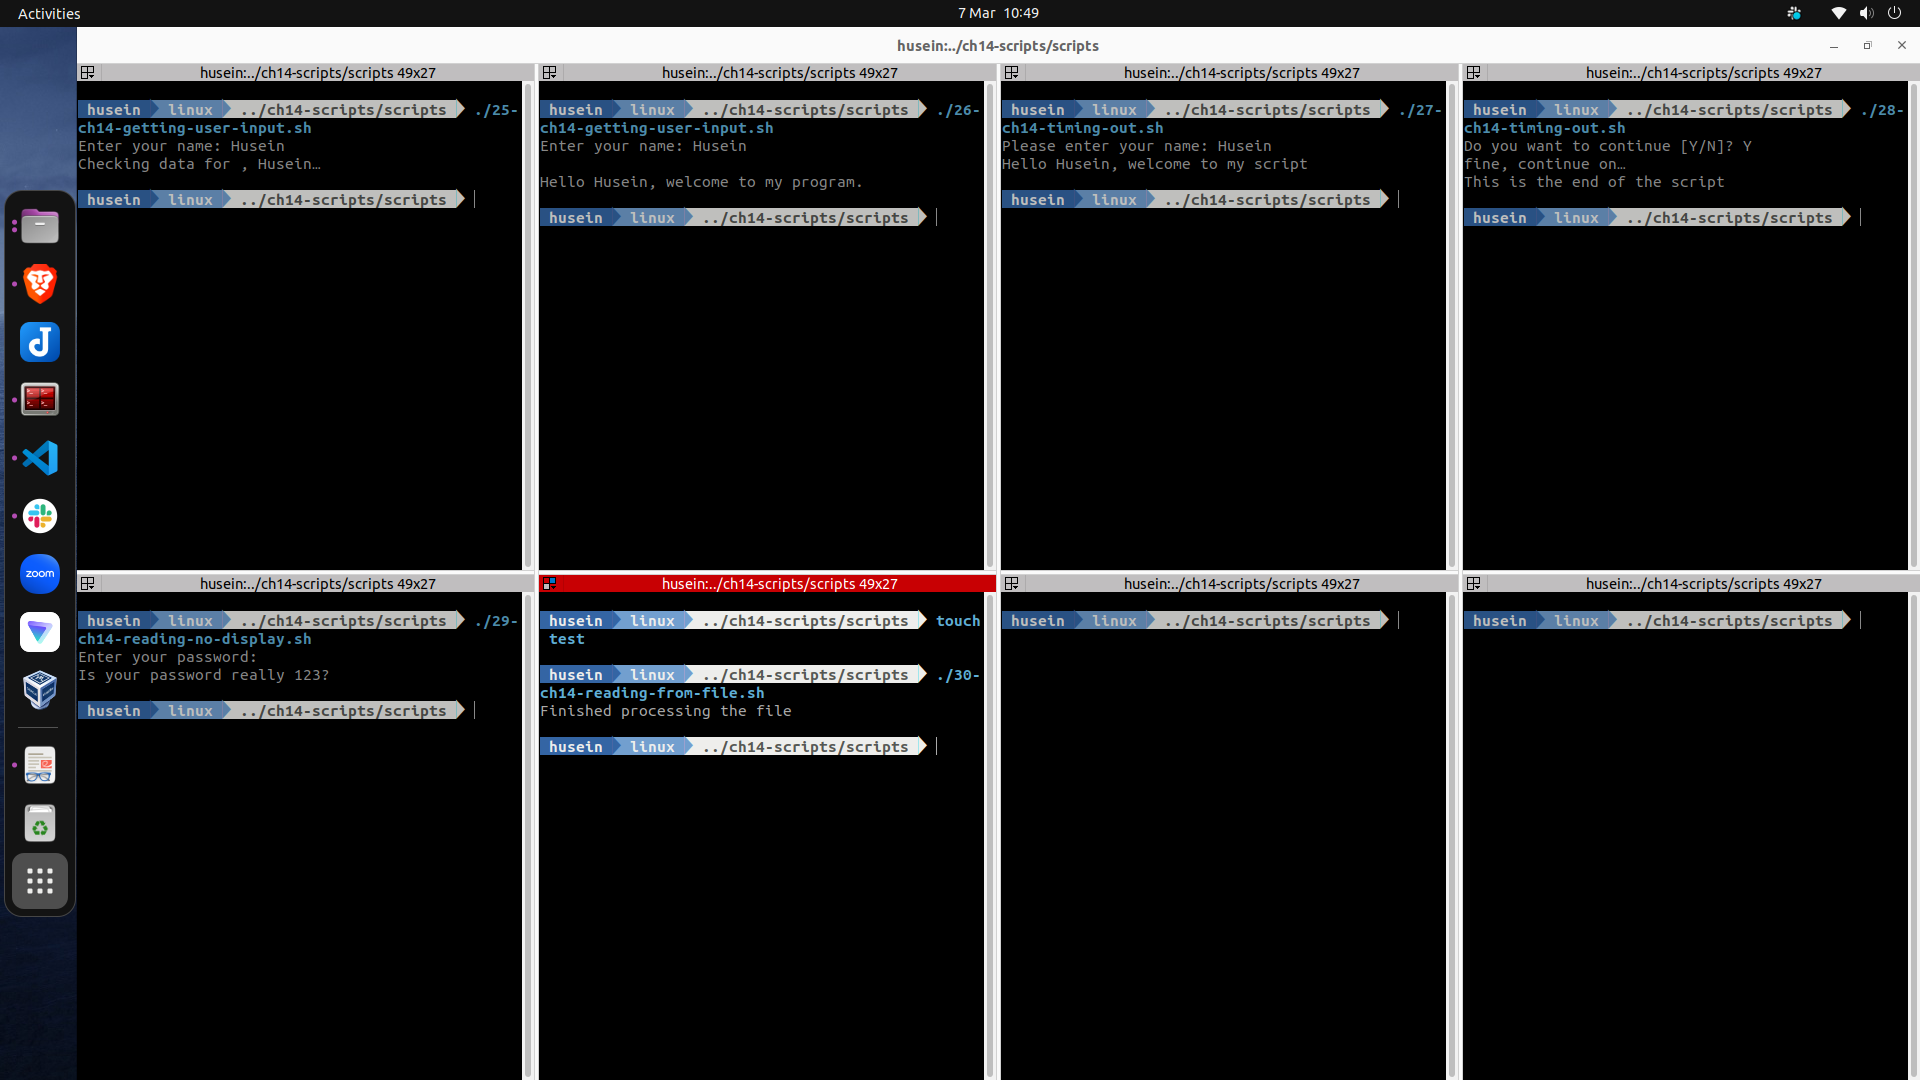 Activities
7 Mar 10:49
husein:../ch14-scripts/scripts
husein:../ch14-scripts/scripts 49x27
husein linux ../ch14-scripts/scripts ./25-
ch14-getting-user-input.sh
Enter your name: Husein
Checking data for , Husein…
husein linux ../ch14-scripts/scripts
husein:../ch14-scripts/scripts 49x27
husein linux ../ch14-scripts/scripts ./26-
ch14-getting-user-input.sh
Enter your name: Husein
Hello Husein, welcome to my program.
husein linux ../ch14-scripts/scripts
husein:../ch14-scripts/scripts 49x27
husein linux ../ch14-scripts/scripts ./27-
ch14-timing-out.sh
Please enter your name: Husein
Hello Husein, welcome to my script
husein linux ../ch14-scripts/scripts
husein:../ch14-scripts/scripts 49x27
husein linux ../ch14-scripts/scripts ./28-
ch14-timing-out.sh
Do you want to continue [Y/N]? Y
fine, continue on…
This is the end of the script
husein linux ../ch14-scripts/scripts
zoom
husein:../ch14-scripts/scripts 49x27
husein linux ../ch14-scripts/scripts ./29-
ch14-reading-no-display.sh
Enter your password:
Is your password really 123?
husein linux ../ch14-scripts/scripts
husein:../ch14-scripts/scripts 49x27
husein linux ../ch14-scripts/scripts touch
test
husein linux ../ch14-scripts/scripts ./30-
ch14-reading-from-file.sh
Finished processing the file
husein linux ../ch14-scripts/scripts
husein:../ch14-scripts/scripts 49x27
husein linux ../ch14-scripts/scripts
husein:../ch14-scripts/scripts 49x27
husein linux ../ch14-scripts/scripts